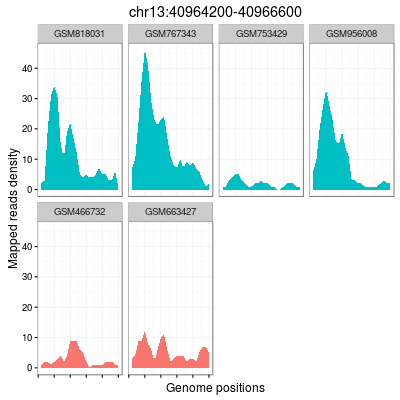 chr13:40964200-40966600
GSM818031 GSM767343 GSM753429 GSM956008
40
30
20
10
0
Mapped reads density
GSM466732 GSM663427
40
30
20
10
0
Genome positions